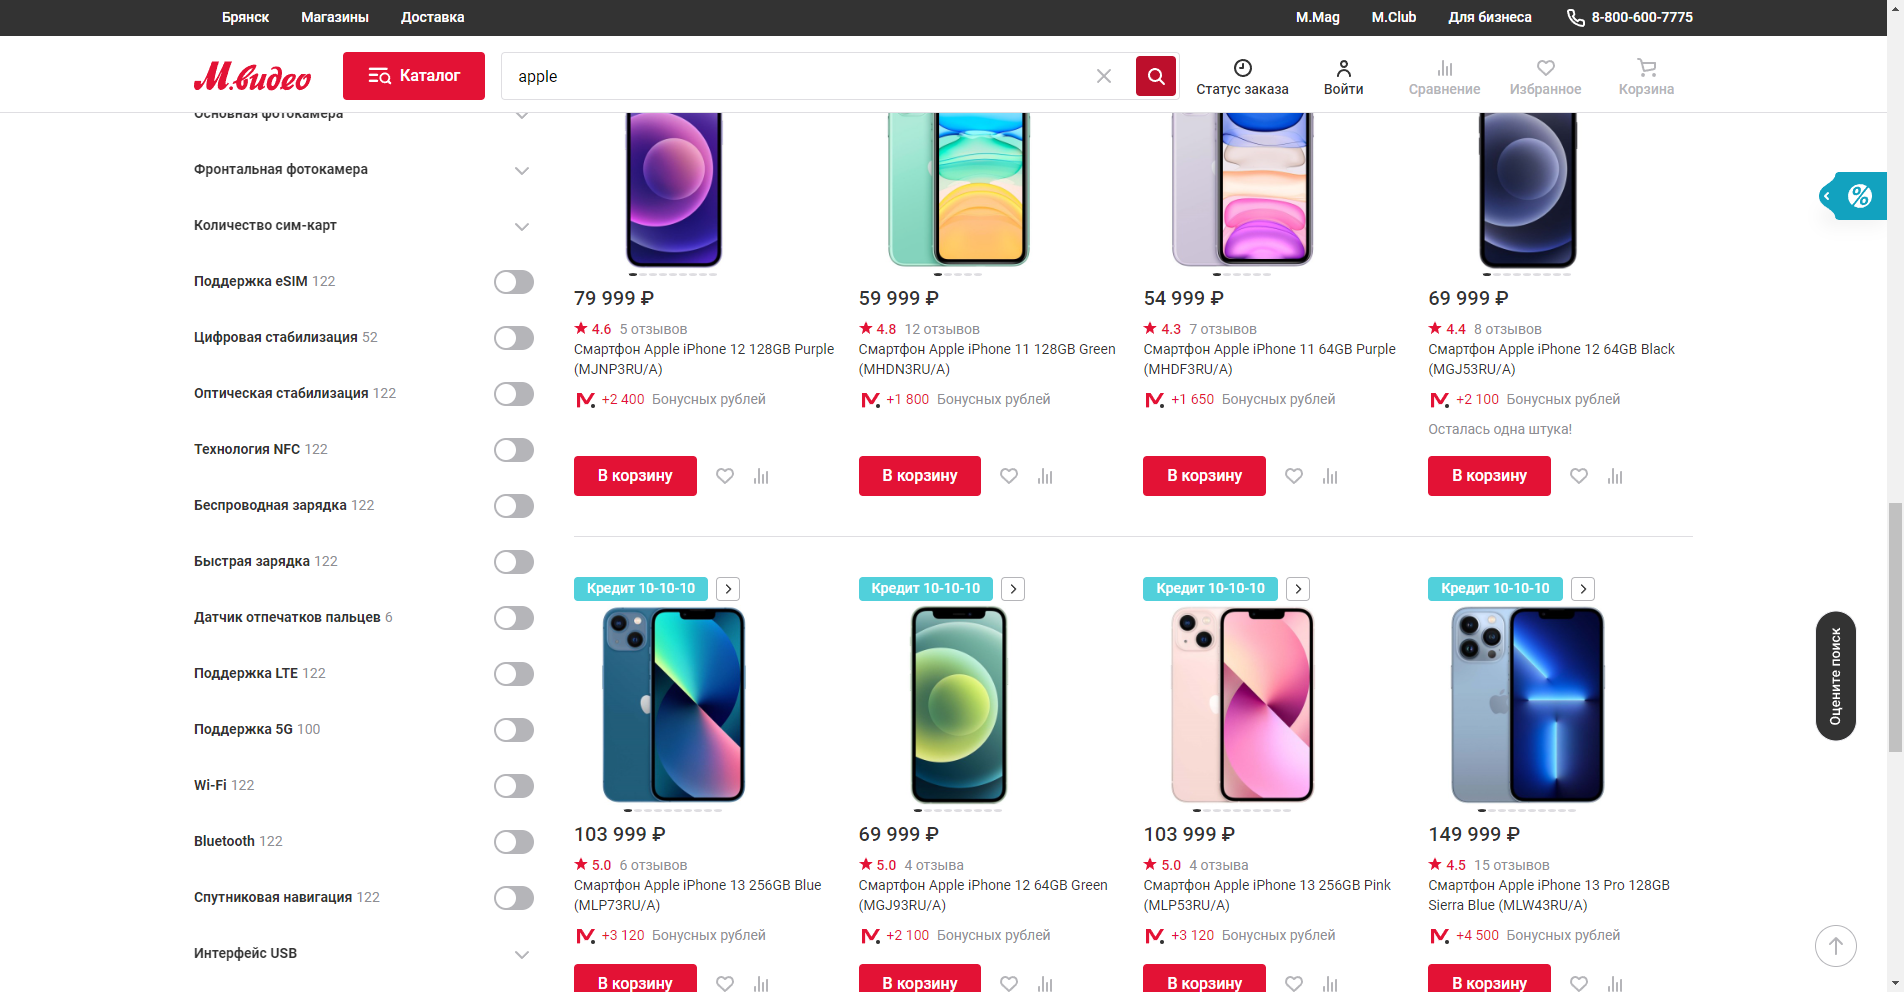 Брянск
Магазины
Доставка
M.Mag
M.Club
Для бизнеса
8-800-600-7775
М.видео
Каталог
apple
Статус заказа
Войти
Сравнение
Избранное
Корзина
Основная фотокамера
Фронтальная фотокамера
Количество сим-карт
Поддержка eSIM 122
Цифровая стабилизация 52
Оптическая стабилизация 122
Технология NFC 122
Беспроводная зарядка 122
Быстрая зарядка 122
Датчик отпечатков пальцев 6
Поддержка LTE 122
Поддержка 5G 100
Wi-Fi 122
Bluetooth 122
Спутниковая навигация 122
Интерфейс USB
79 999 ₽
4.6 5 отзывов
Смартфон Apple iPhone 12 128GB Purple
(MJNP3RU/A)
+2 400 Бонусных рублей
В корзину
59 999 ₽
4.8 12 отзывов
Смартфон Apple iPhone 11 128GB Green
(MHDN3RU/A)
+1 800 Бонусных рублей
В корзину
54 999 ₽
4.3 7 отзывов
Смартфон Apple iPhone 11 64GB Purple
(MHDF3RU/A)
+1 650 Бонусных рублей
В корзину
69 999 ₽
4.4 8 отзывов
Смартфон Apple iPhone 12 64GB Black
(MGJ53RU/A)
+2 100 Бонусных рублей
Осталась одна штука!
В корзину
Кредит 10-10-10
103 999 ₽
5.0 6 отзывов
Смартфон Apple iPhone 13 256GB Blue
(MLP73RU/A)
+3 120 Бонусных рублей
В корзину
Кредит 10-10-10
69 999 ₽
5.0 4 отзыва
Смартфон Apple iPhone 12 64GB Green
(MGJ93RU/A)
+2 100 Бонусных рублей
В корзину
Кредит 10-10-10
103 999 ₽
5.0 4 отзыва
Смартфон Apple iPhone 13 256GB Pink
(MLP53RU/A)
+3 120 Бонусных рублей
В корзину
Кредит 10-10-10
149 999 ₽
4.5 15 отзывов
Смартфон Apple iPhone 13 Pro 128GB
Sierra Blue (MLW43RU/A)
+4 500 Бонусных рублей
В корзину
%
Оцените поиск